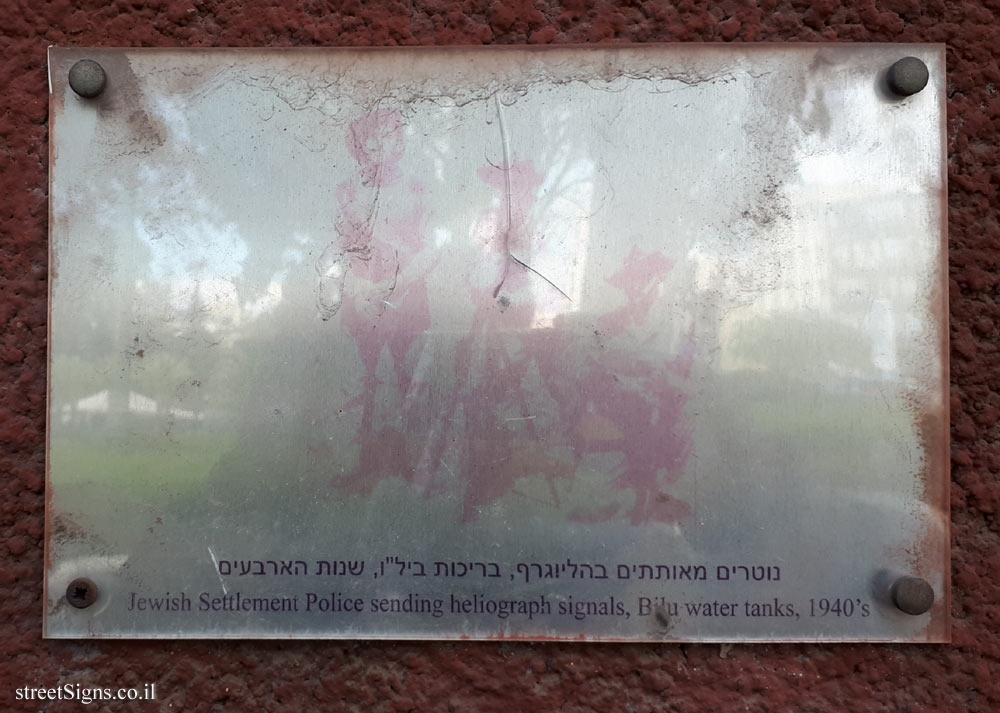 נוטרים מאותתים בהליוגרף, בריכות ביל"ו, שנות הארבעים
Jewish Settlement Police sending heliograph signals, Bilu water tanks, 1940's
streetSigns.co.il